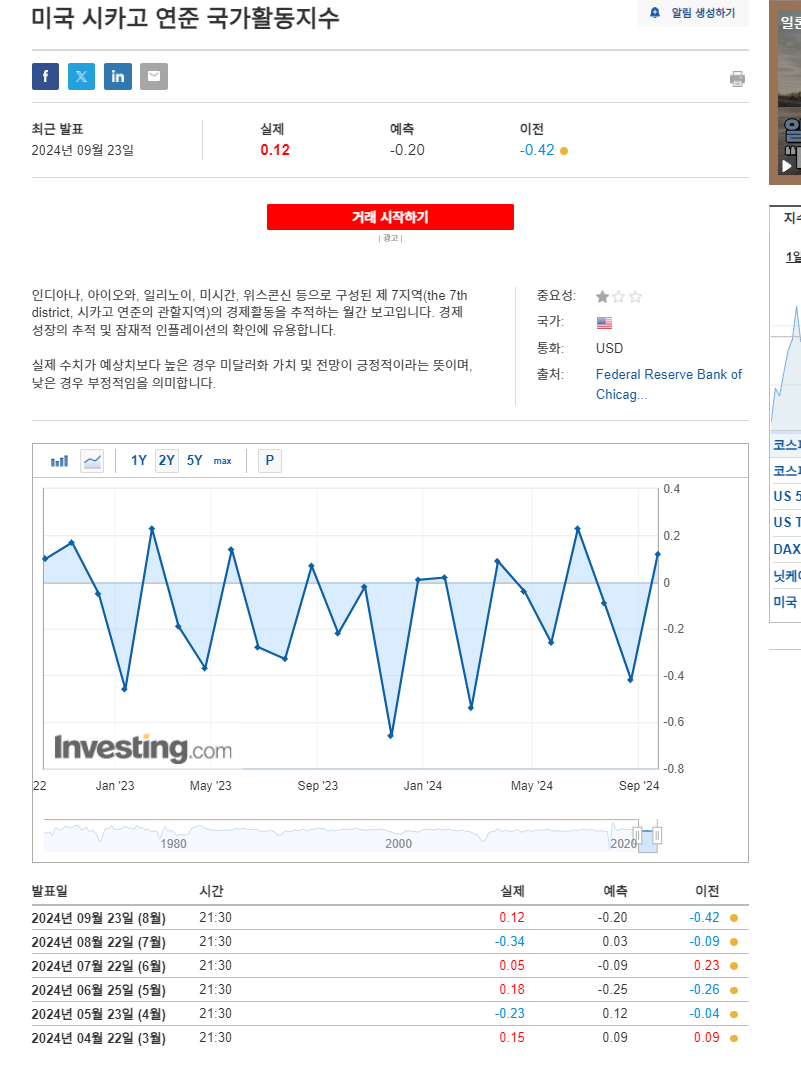 미국 시카고 연준 국가활동지수
알림 생성하기
최근 발표 실제 예측 이전
2024년 09월 23일 0.12 -0.20 -0.42
거래 시작하기
| 광고 |
인디아나, 아이오와, 일리노이, 미시간, 위스콘신 등으로 구성된 제 7지역(the 7th
district, 시카고 연준의 관할지역)의 경제활동을 추적하는 월간 보고입니다. 경제
성장의 추적 및 잠재적 인플레이션의 확인에 유용합니다.
실제 수치가 예상치보다 높은 경우 미달러화 가치 및 전망이 긍정적이라는 뜻이며,
낮은 경우 부정적임을 의미합니다.
중요성:
국가:
통화: USD
출처: Federal Reserve Bank of
Chicag...
1Y 2Y 5Y max P
0.4
0.2
0
-0.2
-0.4
-0.6
-0.8
Investing.com
22 Jan '23 May '23 Sep '23 Jan '24 May '24 Sep '24
1980 2000 2020
발표일 시간 실제 예측 이전
2024년 09월 23일 (8월) 21:30 0.12 -0.20 -0.42
2024년 08월 22일 (7월) 21:30 -0.34 0.03 -0.09
2024년 07월 22일 (6월) 21:30 0.05 -0.09 0.23
2024년 06월 25일 (5월) 21:30 0.18 -0.25 -0.26
2024년 05월 23일 (4월) 21:30 -0.23 0.12 -0.04
2024년 04월 22일 (3월) 21:30 0.15 0.09 0.09
지수
1일
코스피
코스피
US 5
US T
DAX
닛케이
미국